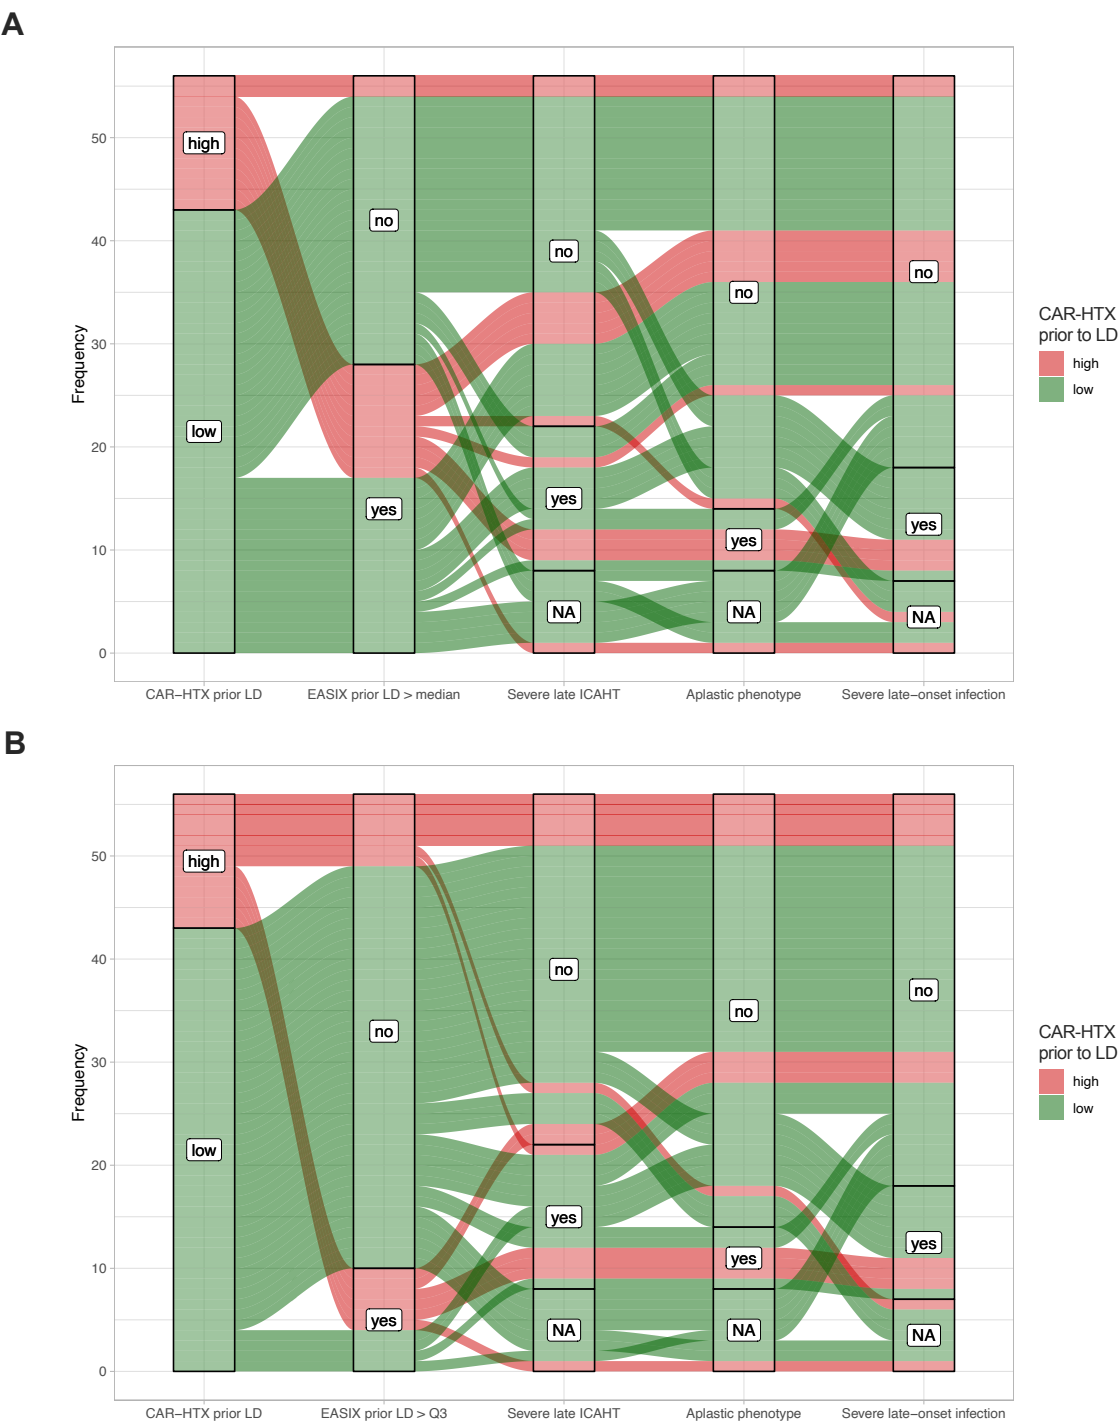 A
Frequency
50
40
30
20
10
0
high
low
no
yes
no
yes
NA
no
yes
NA
no
yes
NA
CAR–HTX prior LD
EASIX prior LD > median
Severe late ICAHT
Aplastic phenotype
Severe late–onset infection
CAR-HTX
prior to LD
high
low
B
Frequency
50
40
30
20
10
0
high
low
no
yes
no
yes
NA
no
yes
NA
no
yes
NA
CAR–HTX prior LD
EASIX prior LD > Q3
Severe late ICAHT
Aplastic phenotype
Severe late–onset infection
CAR-HTX
prior to LD
high
low